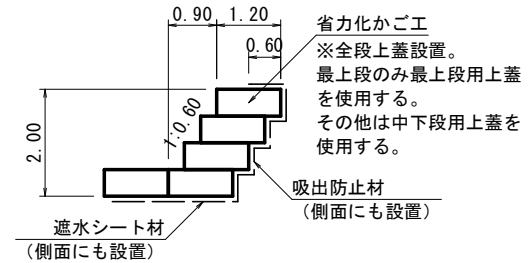 0.90
1.20
0.60
省力化かご工
※全段上蓋設置。
最上段のみ最上段用上蓋
を使用する。
その他は中下段用上蓋を
使用する。
1:0.60
2.00
吸出防止材
(側面にも設置)
遮水シート材
(側面にも設置)